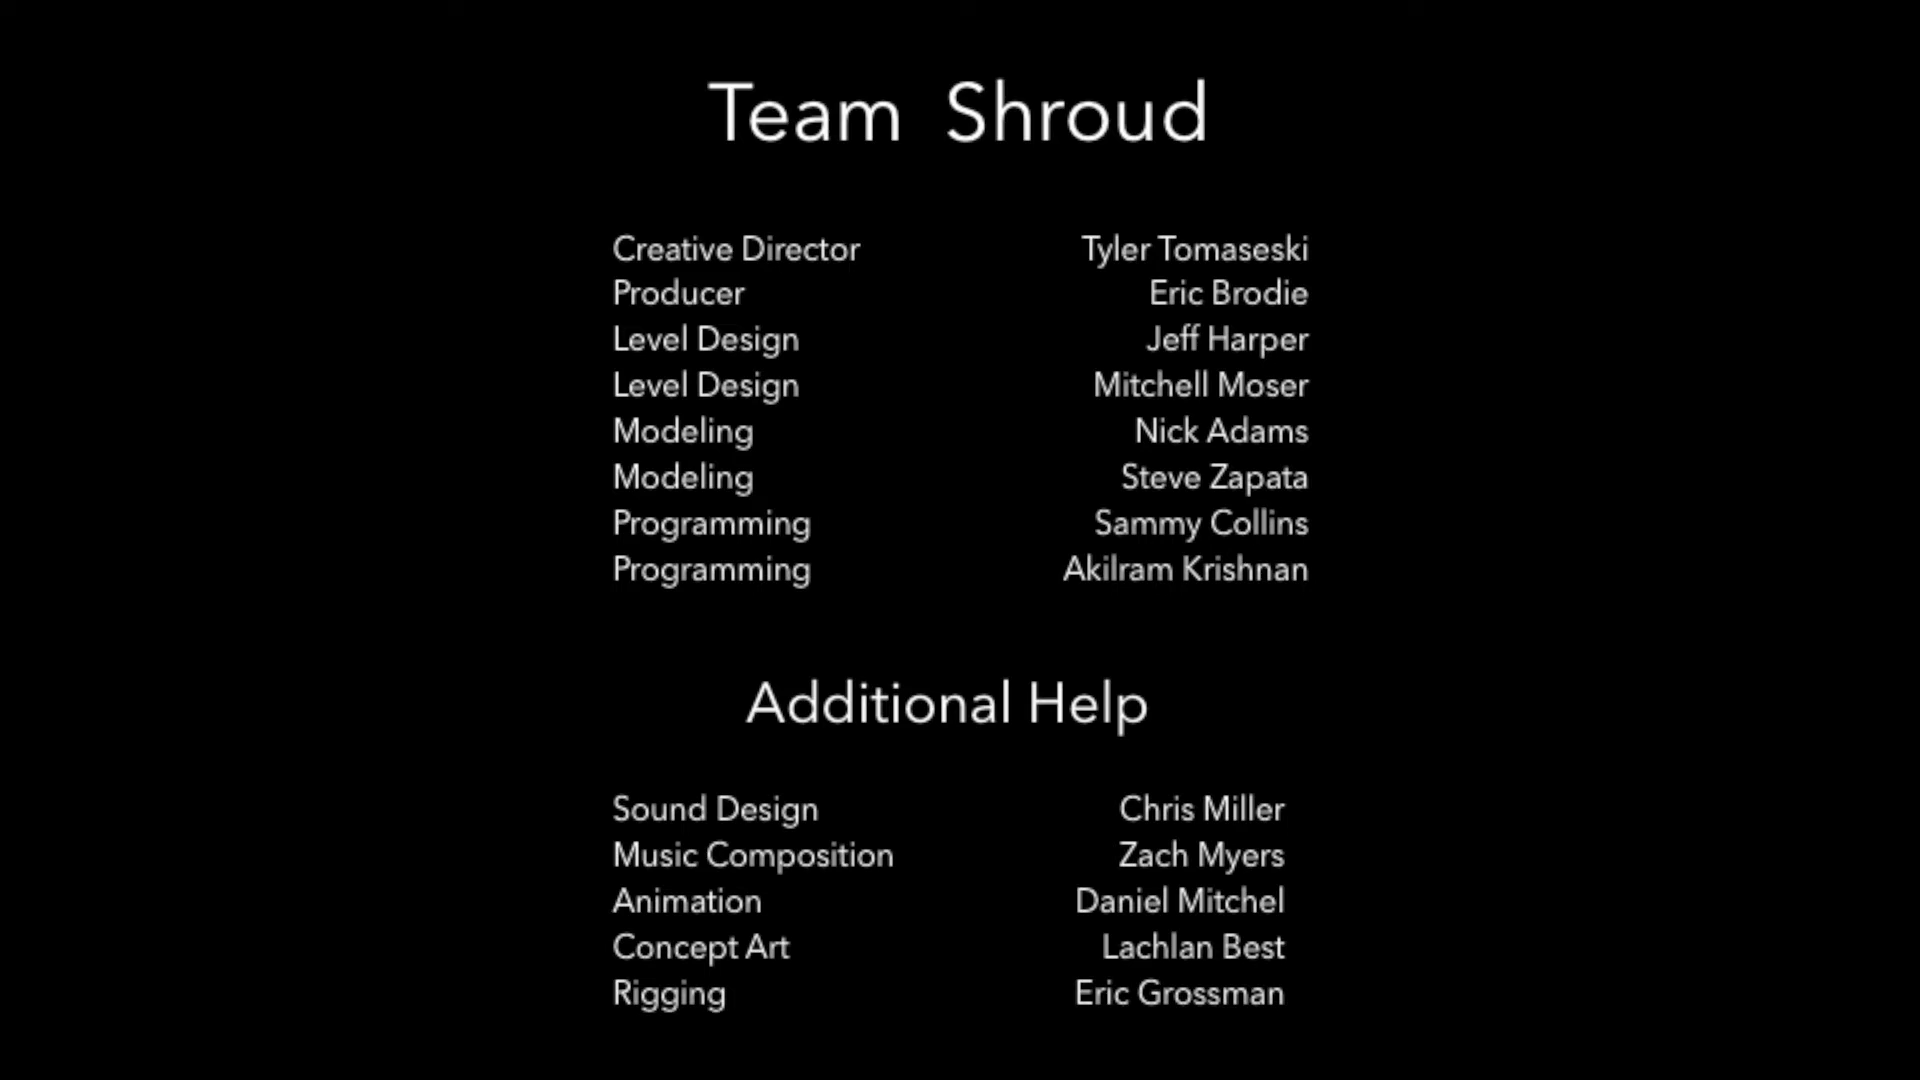 Team Shroud
Creative Director Tyler Tomaseski
Producer Eric Brodie
Level Design Jeff Harper
Level Design Mitchell Moser
Modeling Nick Adams
Modeling Steve Zapata
Programming Sammy Collins
Programming Akilram Krishnan
Additional Help
Sound Design Chris Miller
Music Composition Zach Myers
Animation Daniel Mitchel
Concept Art Lachlan Best
Rigging Eric Grossman